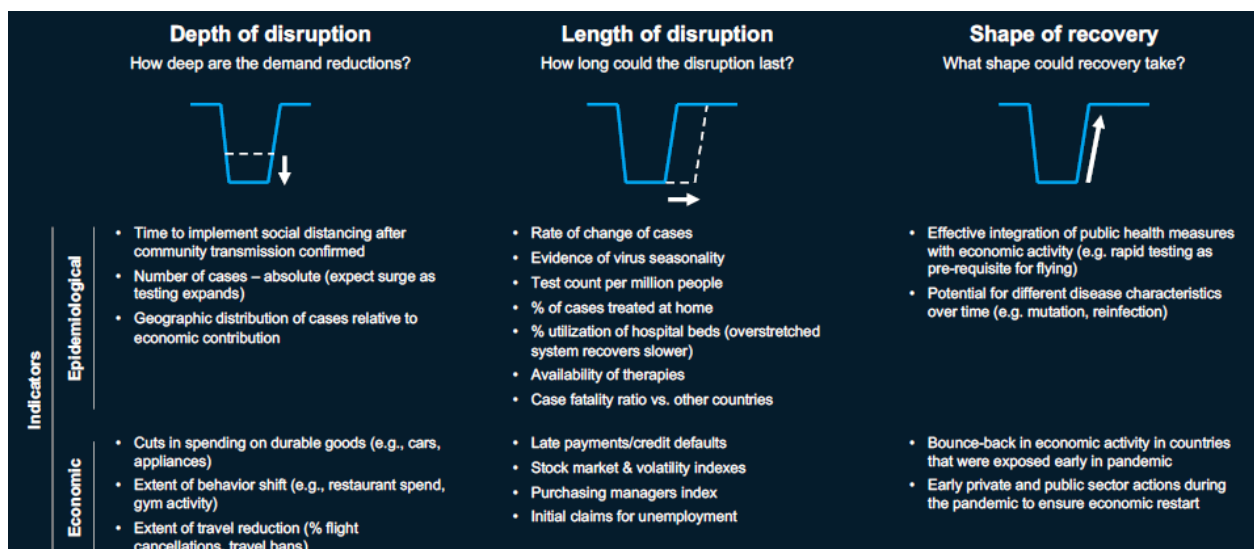 Depth of disruption
How deep are the demand reductions?
Length of disruption
How long could the disruption last?
Shape of recovery
What shape could recovery take?
Indicators
Epidemiological
• Time to implement social distancing after
community transmission confirmed
• Number of cases – absolute (expect surge as
testing expands)
• Geographic distribution of cases relative to
economic contribution
• Rate of change of cases
• Evidence of virus seasonality
• Test count per million people
• % of cases treated at home
• % utilization of hospital beds (overstretched
system recovers slower)
• Availability of therapies
• Case fatality ratio vs. other countries
• Effective integration of public health measures
with economic activity (e.g. rapid testing as
pre-requisite for flying)
• Potential for different disease characteristics
over time (e.g. mutation, reinfection)
Economic
• Cuts in spending on durable goods (e.g., cars,
appliances)
• Extent of behavior shift (e.g., restaurant spend,
gym activity)
• Extent of travel reduction (% flight
cancellations, travel bans)
• Late payments/credit defaults
• Stock market & volatility indexes
• Purchasing managers index
• Initial claims for unemployment
• Bounce-back in economic activity in countries
that were exposed early in pandemic
• Early private and public sector actions during
the pandemic to ensure economic restart